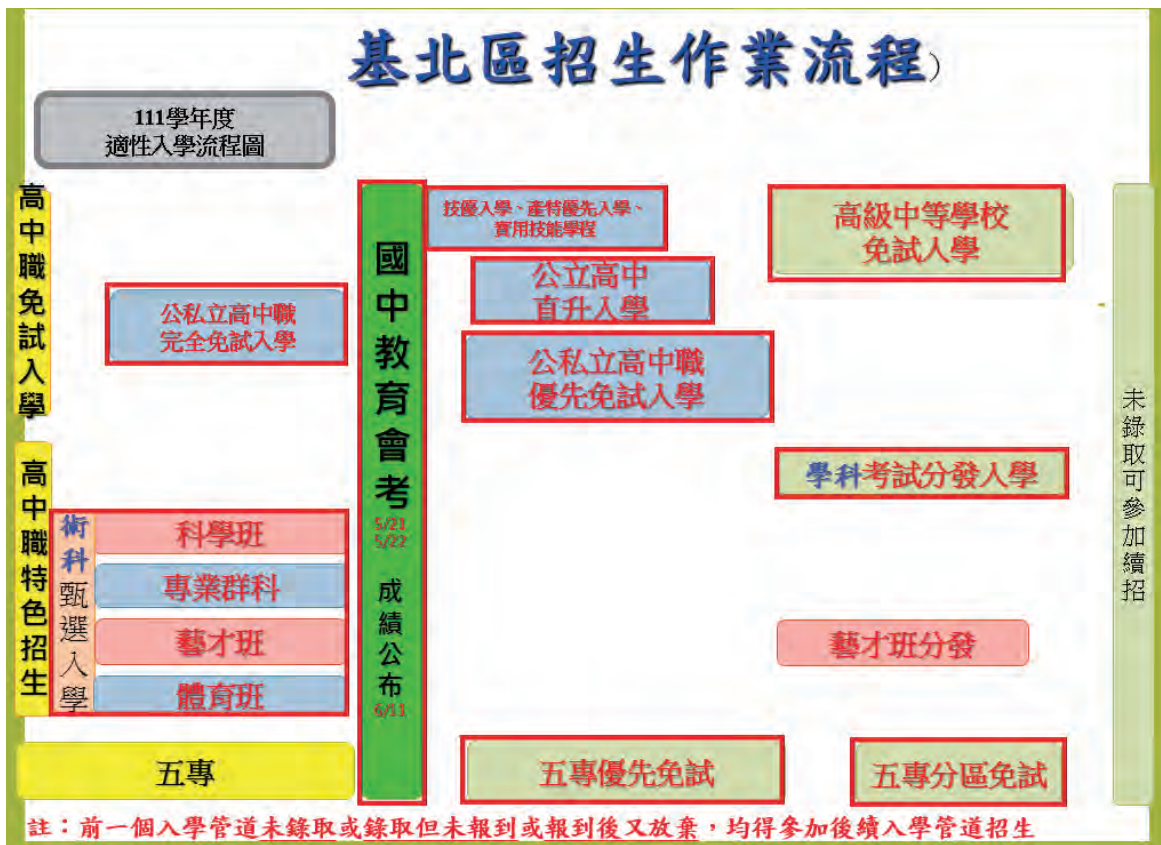 基北區招生作業流程)
111學年度
適性入學流程圖
高中職免試入學
公私立高中職
完全免試入學
高中職特色招生
術科甄選入學
科學班
專業群科
藝才班
體育班
五專
國中教育會考
5/21
5/22
成績公布
6/11
技優入學、產特優先入學、
實用技能學程
公立高中
直升入學
公私立高中職
優先免試入學
五專優先免試
高級中等學校
免試入學
學科考試分發入學
藝才班分發
五專分區免試
未錄取可參加續招
註：前一個入學管道未錄取或錄取但未報到或報到後又放棄，均得參加後續入學管道招生